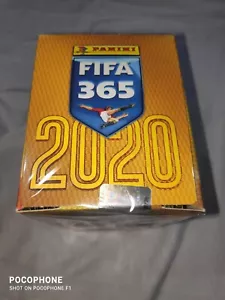 PANINI
FIFA
365
2020
POCOPHONE
SHOT ON POCOPHONE F1